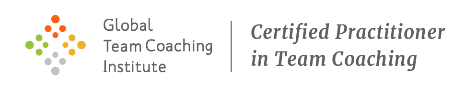 Global
Team Coaching
Institute
Certified Practitioner
in Team Coaching